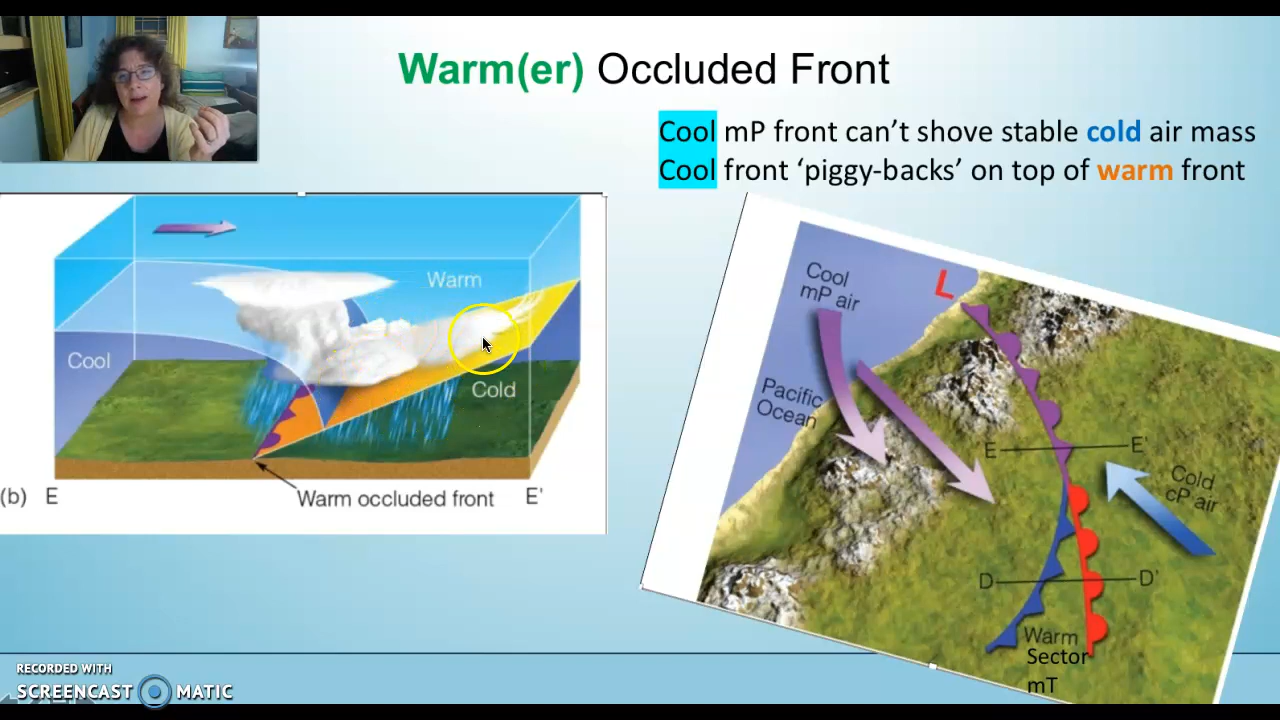 Warm(er) Occluded Front
Cool mP front can’t shove stable cold air mass
Cool front ‘piggy-backs’ on top of warm front
Warm
Cool
Cold
(b) E
Warm occluded front
E'
Cool
mP air
L
Pacific
Ocean
E
E'
Cold
cP air
D
D'
Warm
Sector
mT
RECORDED WITH
SCREENCAST MATIC